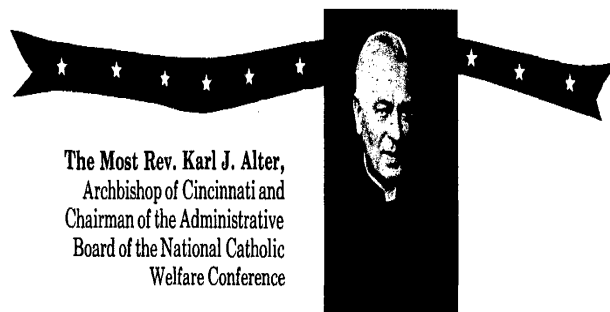 The Most Rev. Karl J. Alter,
Archbishop of Cincinnati and
Chairman of the Administrative
Board of the National Catholic
Welfare Conference